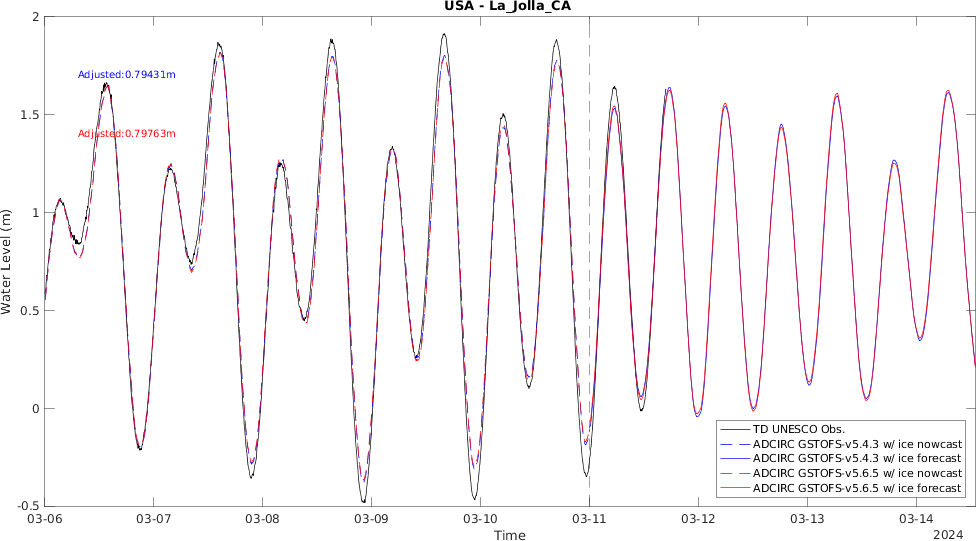 USA - La_Jolla_CA
2
1.5
1
0.5
0
-0.5
Water Level (m)
Adjusted:0.79431m
Adjusted:0.79763m
TD UNESCO Obs.
ADCIRC GSTOFS-v5.4.3 w/ ice nowcast
ADCIRC GSTOFS-v5.4.3 w/ ice forecast
ADCIRC GSTOFS-v5.6.5 w/ ice nowcast
ADCIRC GSTOFS-v5.6.5 w/ ice forecast
03-06 03-07 03-08 03-09 03-10 03-11 03-12 03-13 03-14
Time
2024